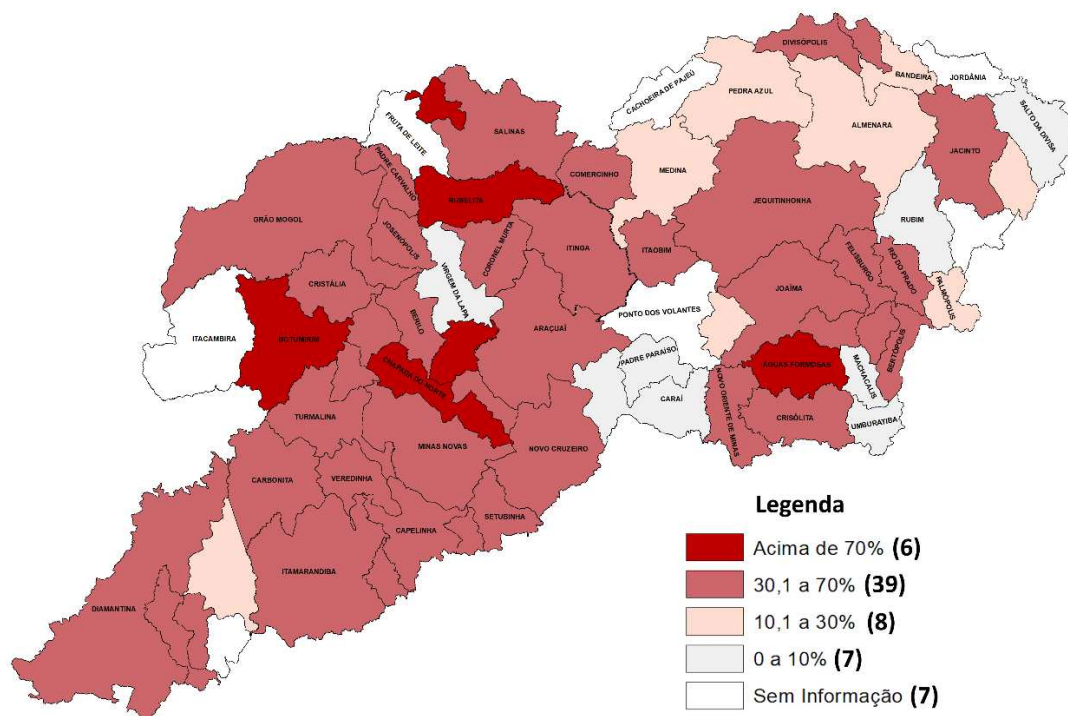 DIVISÓPOLIS
BANDEIRA
JORDÂNIA
CACHOEIRA DE PAJEÚ
PEDRA AZUL
SALTO DA DIVISA
FRUTA DE LEITE
SALINAS
ALMENARA
JACINTO
PADRE CARVALHO
COMERCINHO
MEDINA
RUBELITA
JEQUITINHONHA
GRÃO MOGOL
RUBIM
JOSENÓPOLIS
CORONEL MURTA
ITINGA
ITAOBIM
VIRGEM DA LAPA
FELISBURGO
RIO DO PRADO
CRISTÁLIA
JOAÍMA
PALMÓPOLIS
PONTO DOS VOLANTES
BERILO
ARAÇUAÍ
ITACAMBIRA
BOTUMIRIM
PADRE PARAÍSO
BERTÓPOLIS
ÁGUAS FORMOSAS
MACHACALIS
CHAPADA DO NORTE
CARAÍ
NOVO ORIENTE DE MINAS
TURMALINA
CRISÓLITA
UMBURATIBA
MINAS NOVAS
NOVO CRUZEIRO
CARBONITA
VEREDINHA
SETUBINHA
CAPELINHA
ITAMARANDIBA
DIAMANTINA
Legenda
Acima de 70% (6)
30,1 a 70% (39)
10,1 a 30% (8)
0 a 10% (7)
Sem Informação (7)